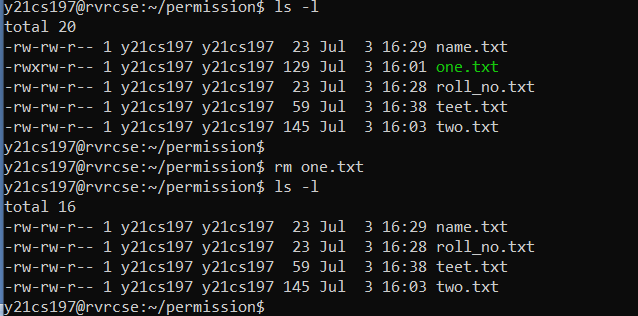 y21cs197@rvrcse:~/permission$ ls -l
total 20
-rw-rw-r-- 1 y21cs197 y21cs197  23 Jul  3 16:29 name.txt
-rwxrw-r-- 1 y21cs197 y21cs197 129 Jul  3 16:01 one.txt
-rw-rw-r-- 1 y21cs197 y21cs197  23 Jul  3 16:28 roll_no.txt
-rw-rw-r-- 1 y21cs197 y21cs197  59 Jul  3 16:38 teet.txt
-rw-rw-r-- 1 y21cs197 y21cs197 145 Jul  3 16:03 two.txt
y21cs197@rvrcse:~/permission$
y21cs197@rvrcse:~/permission$ rm one.txt
y21cs197@rvrcse:~/permission$ ls -l
total 16
-rw-rw-r-- 1 y21cs197 y21cs197  23 Jul  3 16:29 name.txt
-rw-rw-r-- 1 y21cs197 y21cs197  23 Jul  3 16:28 roll_no.txt
-rw-rw-r-- 1 y21cs197 y21cs197  59 Jul  3 16:38 teet.txt
-rw-rw-r-- 1 y21cs197 y21cs197 145 Jul  3 16:03 two.txt
y21cs197@rvrcse:~/permission$